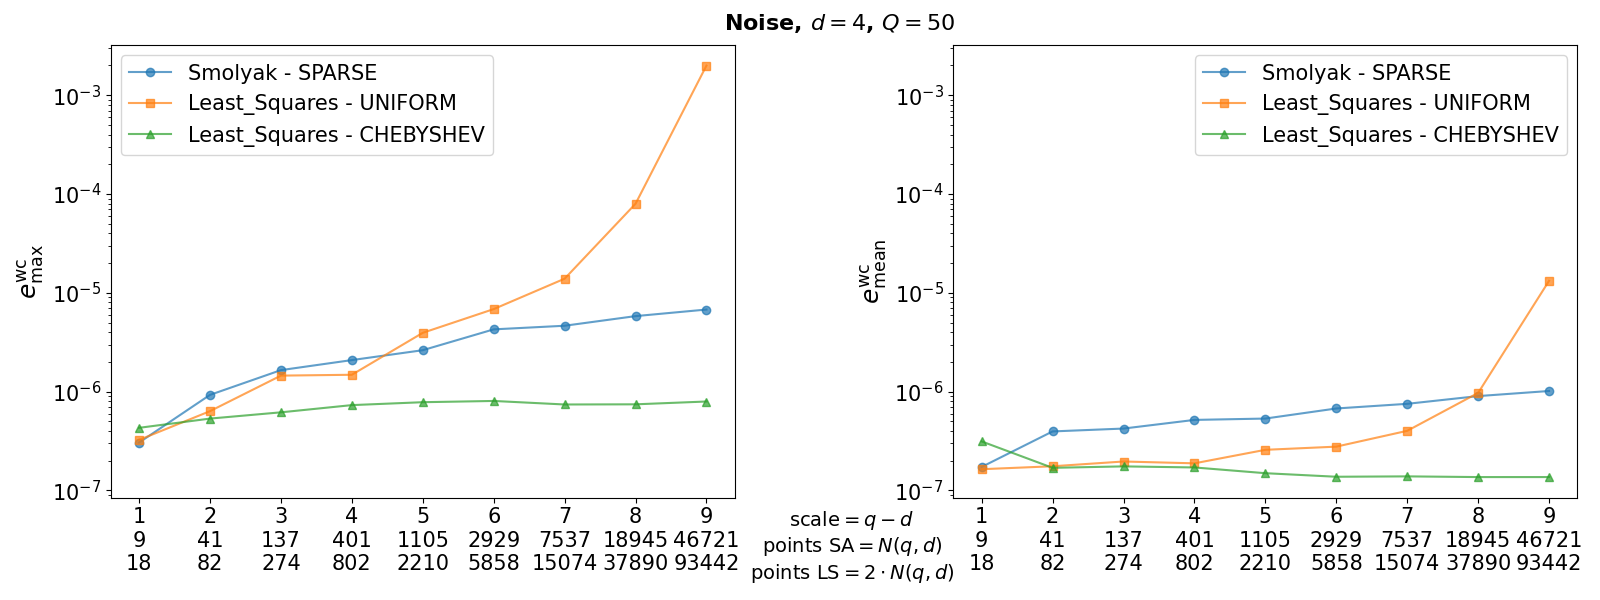 Noise, d = 4, Q = 50
Smolyak - SPARSE
Least_Squares - UNIFORM
Least_Squares - CHEBYSHEV
e^wc_max
10^−3
10^−4
10^−5
10^−6
10^−7
1 2 3 4 5 6 7 8 9
9 41 137 401 1105 2929 7537 18945 46721
18 82 274 802 2210 5858 15074 37890 93442
scale = q − d
points SA = N(q, d)
points LS = 2 · N(q, d)
Smolyak - SPARSE
Least_Squares - UNIFORM
Least_Squares - CHEBYSHEV
e^wc_mean
10^−3
10^−4
10^−5
10^−6
10^−7
1 2 3 4 5 6 7 8 9
9 41 137 401 1105 2929 7537 18945 46721
18 82 274 802 2210 5858 15074 37890 93442